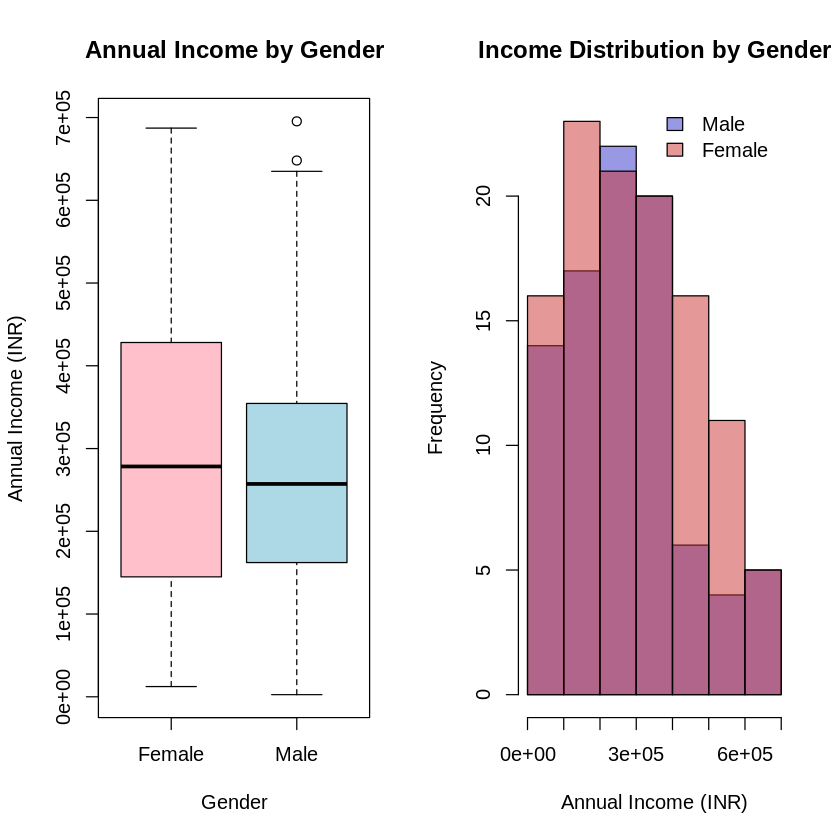 Annual Income by Gender
Annual Income (INR)
7e+05
6e+05
5e+05
4e+05
3e+05
2e+05
1e+05
0e+00
Female
Male
Gender
Income Distribution by Gender
Male
Female
Frequency
20
15
10
5
0
0e+00
3e+05
6e+05
Annual Income (INR)